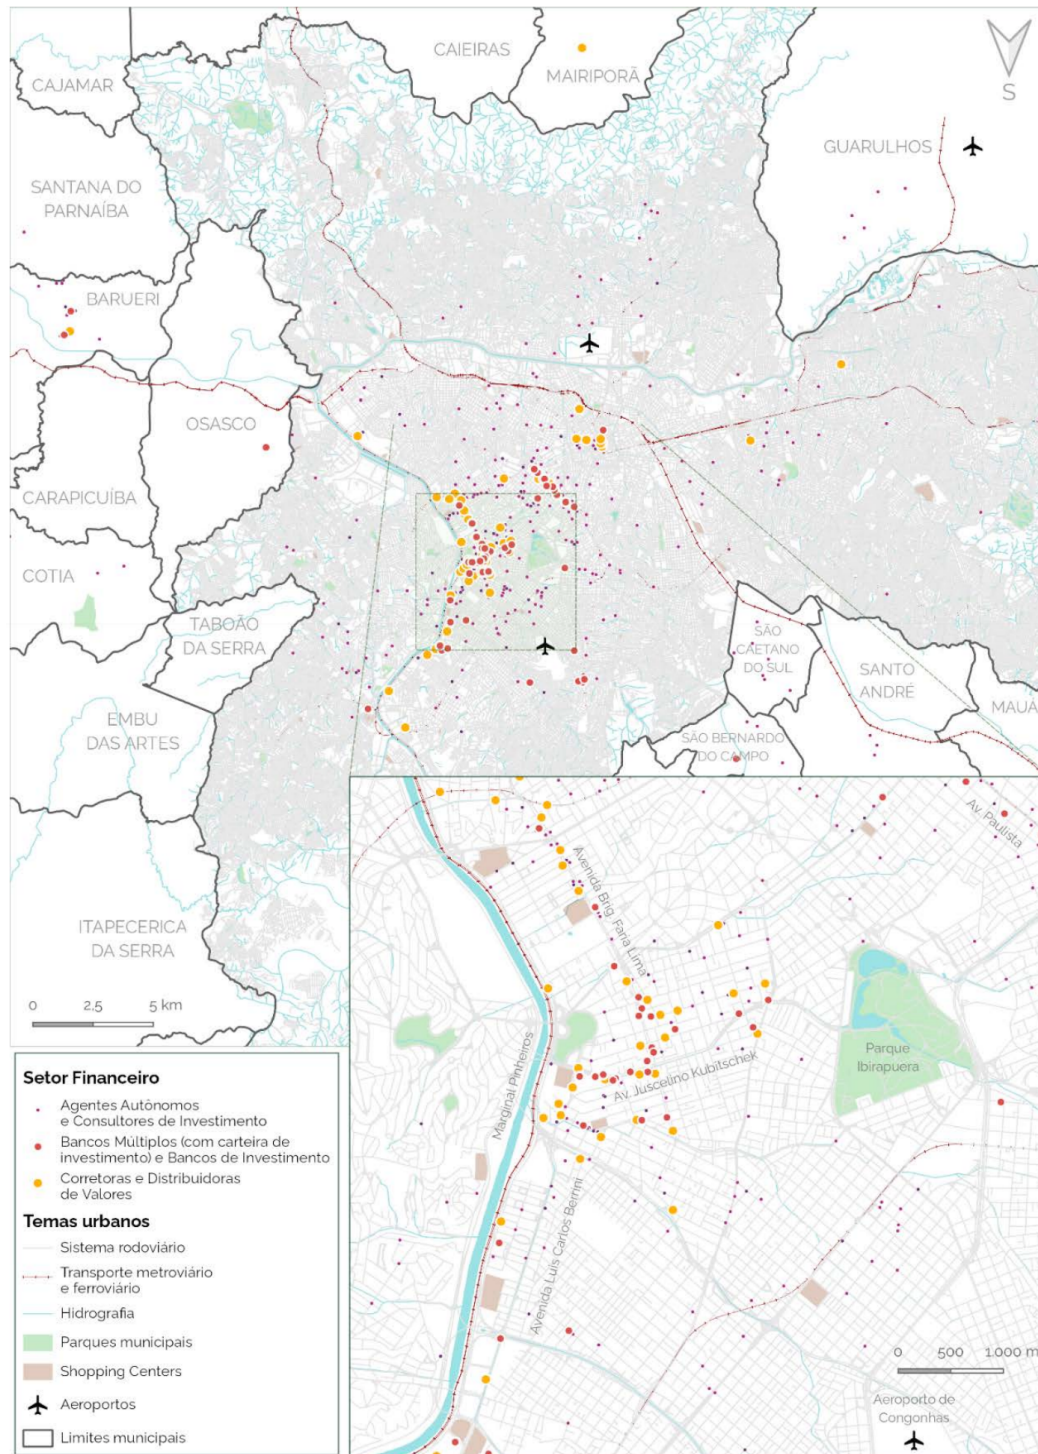 CAIEIRAS
MAIRIPORÃ
CAJAMAR
S
GUARULHOS
SANTANA DO
PARNAÍBA
BARUERI
OSASCO
CARAPICUÍBA
COTIA
TABOÃO
DA SERRA
SÃO
CAETANO
DO SUL
SANTO
ANDRÉ
MAUÁ
EMBU
DAS ARTES
SÃO BERNARDO
DO CAMPO
ITAPECERICA
DA SERRA
0 2,5 5 km
Av. Paulista
Avenida Brig. Faria Lima
Marginal Pinheiros
Parque
Ibirapuera
Av. Juscelino Kubitschek
Avenida Luís Carlos Berrini
0 500 1.000 m
Aeroporto de
Congonhas
Setor Financeiro
Agentes Autônomos
e Consultores de Investimento
Bancos Múltiplos (com carteira de
investimento) e Bancos de Investimento
Corretoras e Distribuidoras
de Valores
Temas urbanos
Sistema rodoviário
Transporte metroviário
e ferroviário
Hidrografia
Parques municipais
Shopping Centers
Aeroportos
Limites municipais